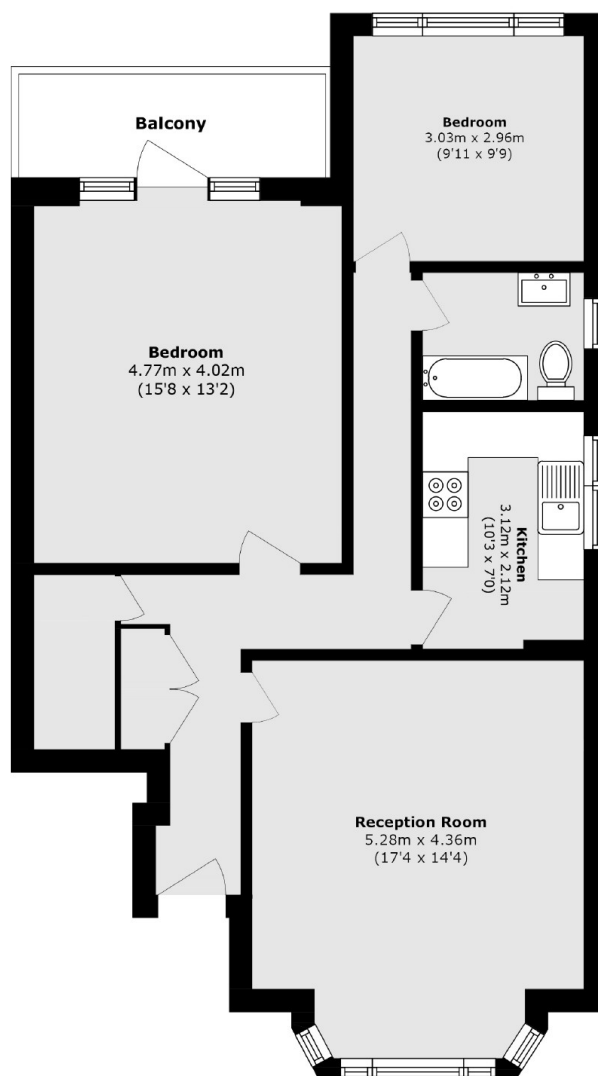 Bedroom
3.03m x 2.96m
(9'11 x 9'9)
Balcony
Bedroom
4.77m x 4.02m
(15'8 x 13'2)
Kitchen
3.12m x 2.12m
(10'3 x 7'0)
Reception Room
5.28m x 4.36m
(17'4 x 14'4)